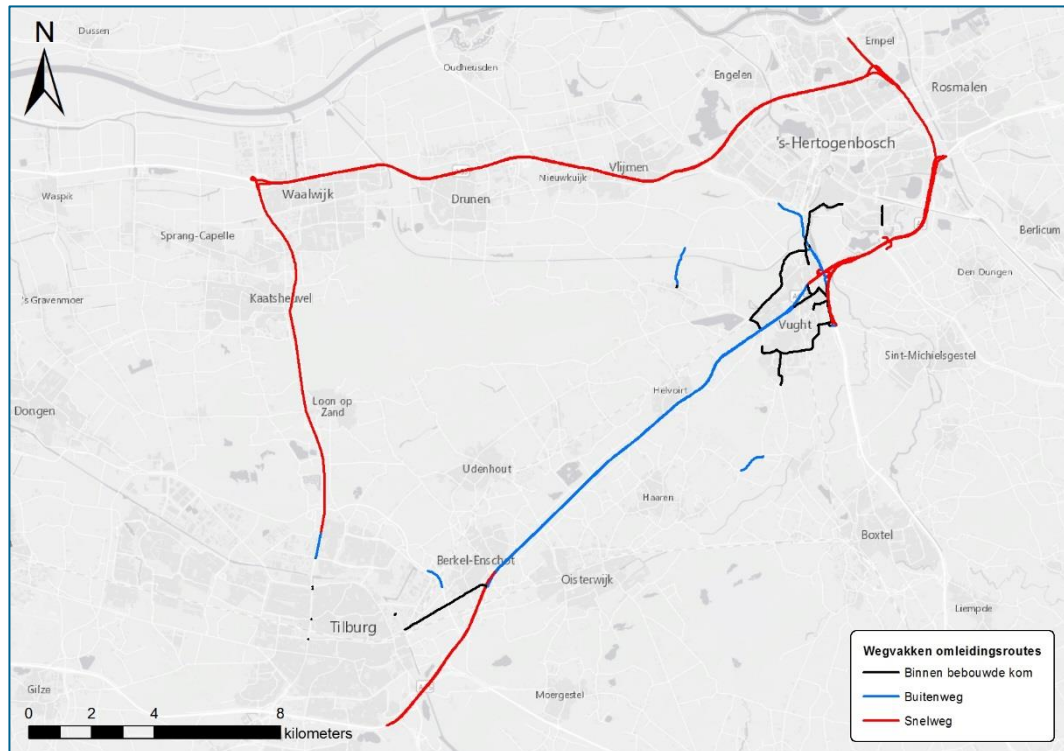 Dussen
Empel
N
Oudheusden
Engelen
Rosmalen
's-Hertogenbosch
Vlijmen
Nieuwkuijk
Waalwijk
Drunen
Waspik
Sprang-Capelle
Berlicum
Den Dungen
's Gravenmoer
Kaatsheuvel
Vught
Sint-Michielsgestel
Helvoirt
Loon op
Zand
Dongen
Udenhout
Haaren
Boxtel
Berkel-Enschot
Oisterwijk
Liempde
Tilburg
Gilze
Moergestel
Wegvakken omleidingsroutes
Binnen bebouwde kom
Buitenweg
Snelweg
0 2 4 8
kilometers